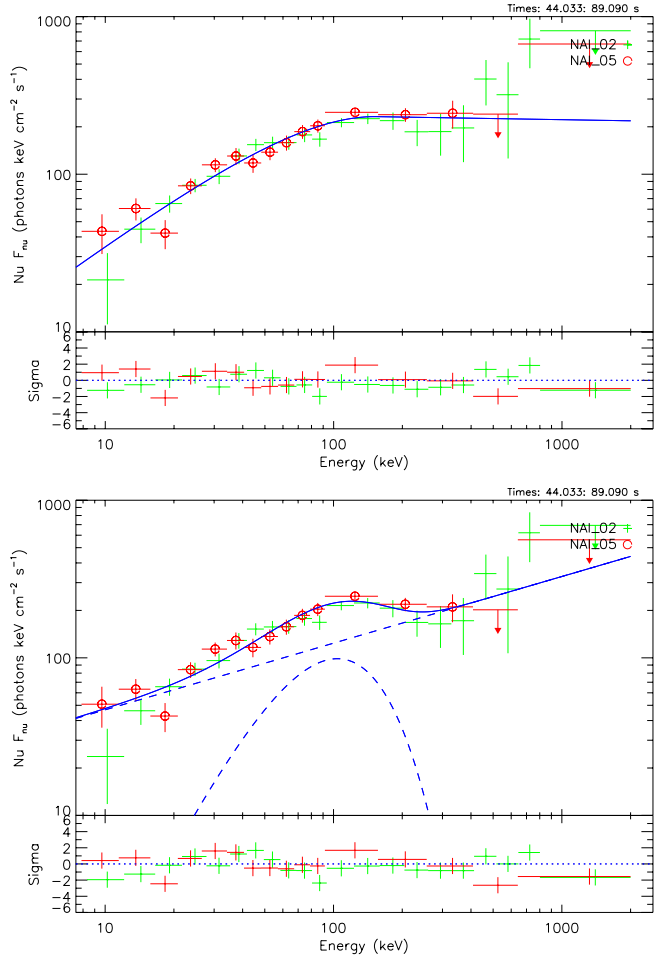 Times: 44.033: 89.090 s
1000
NAI_02
NAI_05
100
10
Nu Fnu (photons keV cm−2 s−1)
6
4
2
0
−2
−4
−6
Sigma
10
100
1000
Energy (keV)
Times: 44.033: 89.090 s
1000
NAI_02
NAI_05
100
10
Nu Fnu (photons keV cm−2 s−1)
6
4
2
0
−2
−4
−6
Sigma
10
100
1000
Energy (keV)